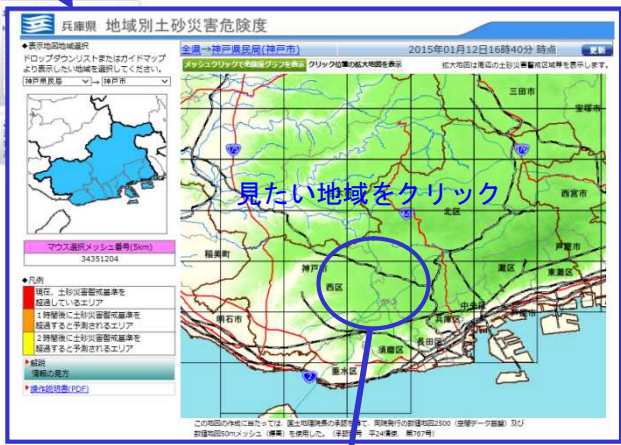 兵庫県 地域別土砂災害危険度
◆表示地図地域選択
ドロップダウンリストまたはガイドマップ
より表示したい地域を選択してください。
神戸県民局 → 神戸市
全県→神戸県民局(神戸市)
2015年01月12日16時40分 時点
更新
メッシュクリックで危険度グラフを表示 クリック位置の拡大地図を表示
拡大地図は周辺の土砂災害警戒区域等を表示します。
三田市
宝塚市
見たい地域をクリック
北区
西宮市
稲美町
神戸市
西区
芦屋市
灘区
東灘区
中央区
兵庫区
明石市
長田区
須磨区
垂水区
マウス選択メッシュ番号(5km)
34351204
◆凡例
現在、土砂災害警戒基準を
超過しているエリア
1時間後に土砂災害警戒基準を
超過すると予測されるエリア
2時間後に土砂災害警戒基準を
超過すると予測されるエリア
解説
情報の見方
操作説明書(PDF)
この地図の作成に当たっては、国土地理院長の承認を得て、同院発行の数値地図2500（空間データ基盤）及び
数値地図50mメッシュ（標高）を使用した。（承認番号 平24情使、第767号）